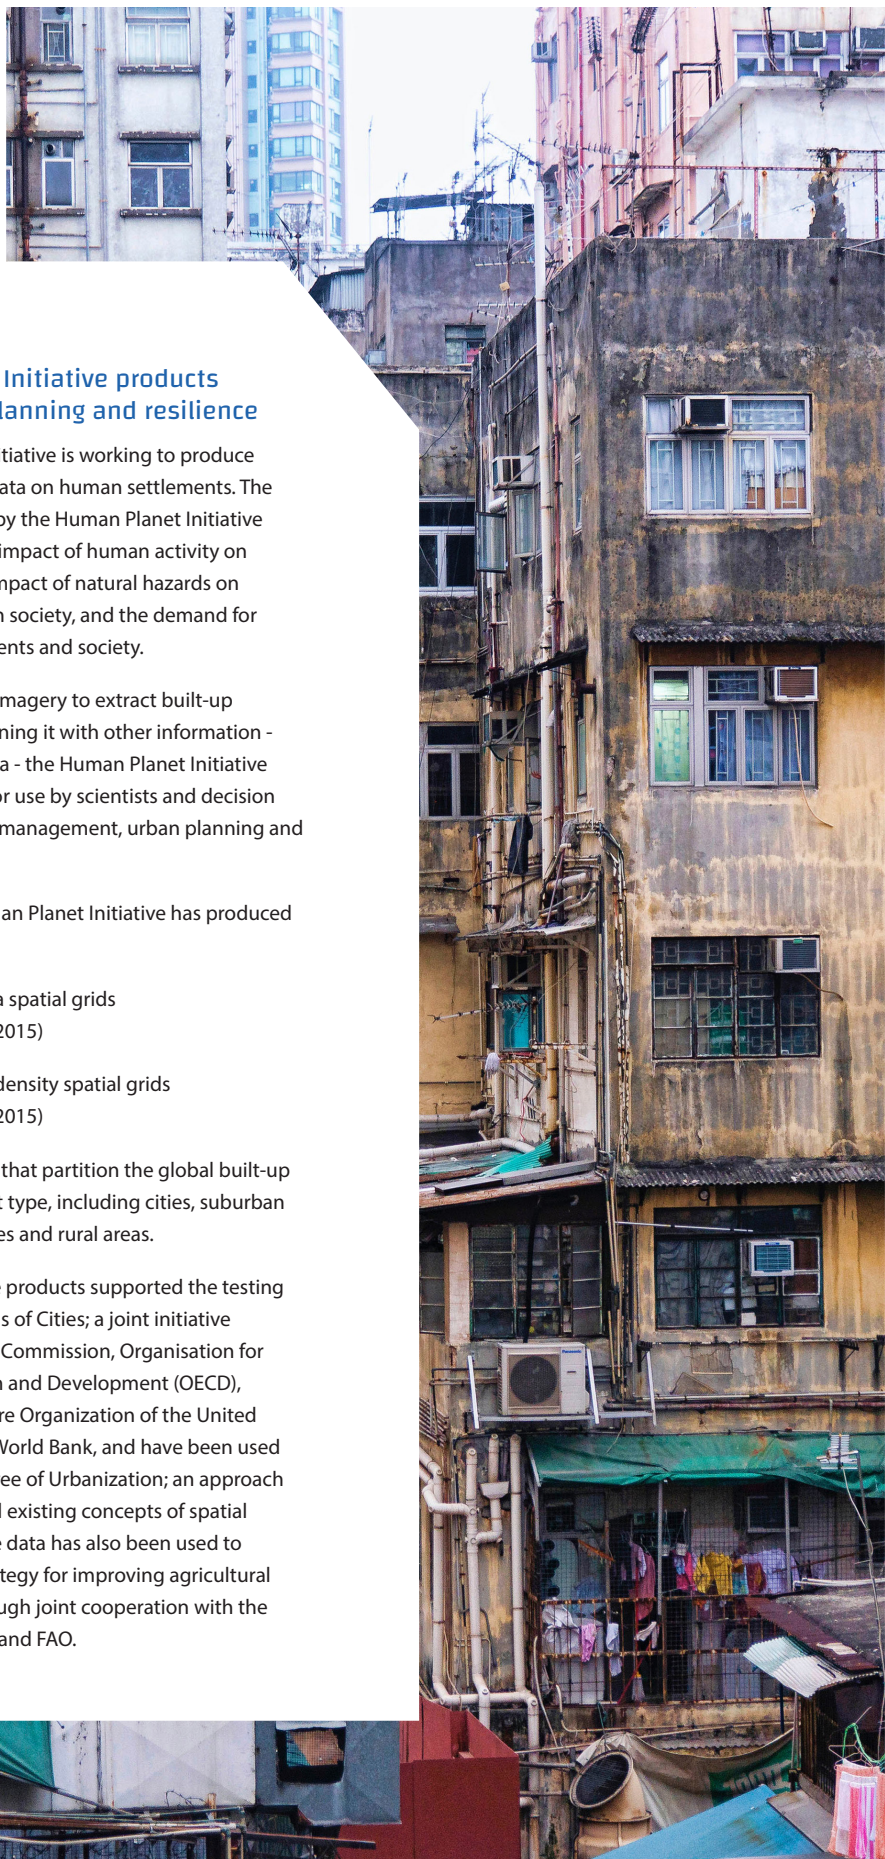 Initiative products
lanning and resilience
tiative is working to produce
ata on human settlements. The
by the Human Planet Initiative
impact of human activity on
mpact of natural hazards on
n society, and the demand for
ents and society.
magery to extract built-up
ning it with other information -
a - the Human Planet Initiative
or use by scientists and decision
management, urban planning and
an Planet Initiative has produced
a spatial grids
2015)
density spatial grids
2015)
that partition the global built-up
t type, including cities, suburban
es and rural areas.
e products supported the testing
s of Cities; a joint initiative
Commission, Organisation for
n and Development (OECD),
re Organization of the United
World Bank, and have been used
ee of Urbanization; an approach
d existing concepts of spatial
e data has also been used to
tegy for improving agricultural
ugh joint cooperation with the
and FAO.
Panasonic